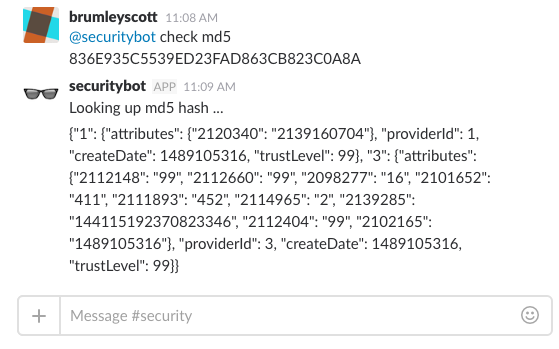 brumleyscott 11:08 AM
@securitybot check md5
836E935C5539ED23FAD863CB823C0A8A
securitybot APP 11:09 AM
Looking up md5 hash ...
{"1": {"attributes": {"2120340": "2139160704"}, "providerId": 1,
"createDate": 1489105316, "trustLevel": 99}, "3": {"attributes":
{"2112148": "99", "2112660": "99", "2098277": "16", "2101652":
"411", "2111893": "452", "2114965": "2", "2139285":
"144115192370823346", "2112404": "99", "2102165":
"1489105316"}, "providerId": 3, "createDate": 1489105316,
"trustLevel": 99}}
Message #security